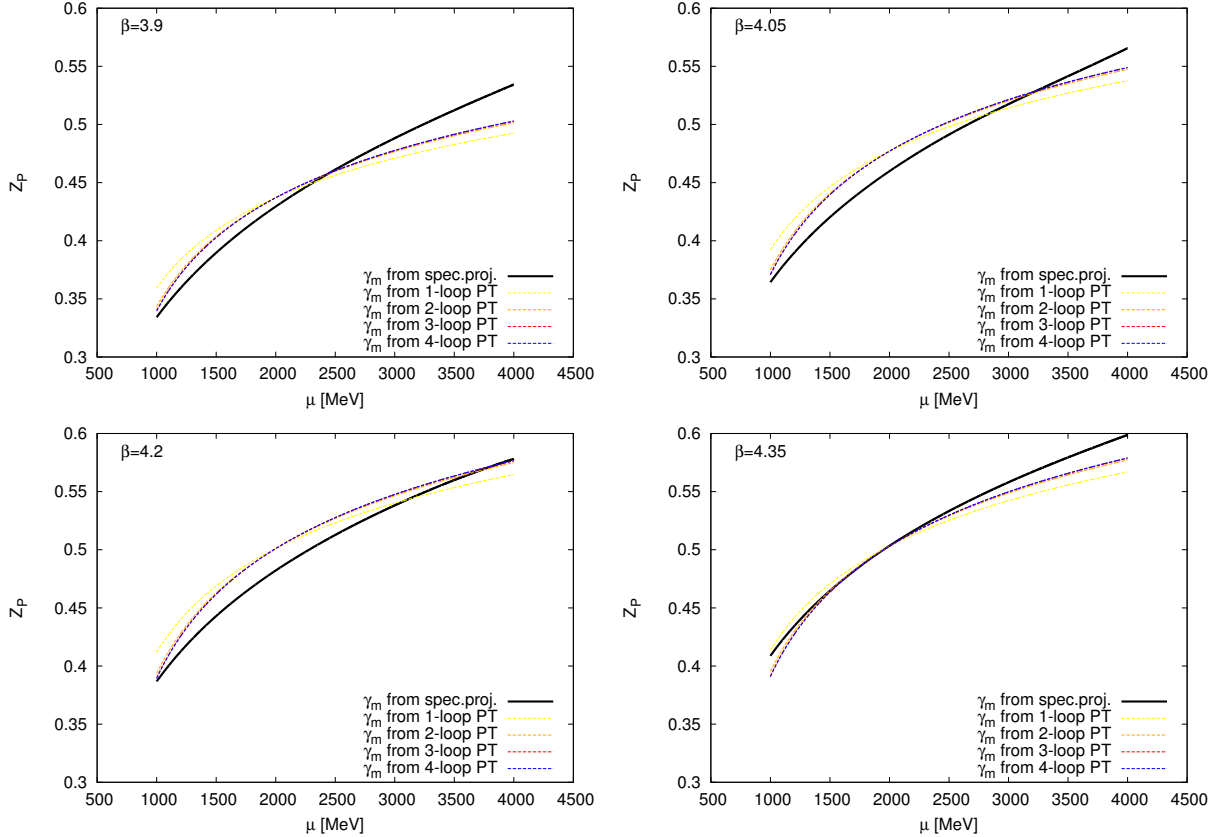 β=3.9
0.6
0.55
0.5
0.45
0.4
0.35
0.3
Z_P
γ_m from spec.proj.
γ_m from 1-loop PT
γ_m from 2-loop PT
γ_m from 3-loop PT
γ_m from 4-loop PT
500 1000 1500 2000 2500 3000 3500 4000 4500
μ [MeV]
β=4.05
0.6
0.55
0.5
0.45
0.4
0.35
0.3
Z_P
γ_m from spec.proj.
γ_m from 1-loop PT
γ_m from 2-loop PT
γ_m from 3-loop PT
γ_m from 4-loop PT
500 1000 1500 2000 2500 3000 3500 4000 4500
μ [MeV]
β=4.2
0.6
0.55
0.5
0.45
0.4
0.35
0.3
Z_P
γ_m from spec.proj.
γ_m from 1-loop PT
γ_m from 2-loop PT
γ_m from 3-loop PT
γ_m from 4-loop PT
500 1000 1500 2000 2500 3000 3500 4000 4500
μ [MeV]
β=4.35
0.6
0.55
0.5
0.45
0.4
0.35
0.3
Z_P
γ_m from spec.proj.
γ_m from 1-loop PT
γ_m from 2-loop PT
γ_m from 3-loop PT
γ_m from 4-loop PT
500 1000 1500 2000 2500 3000 3500 4000 4500
μ [MeV]